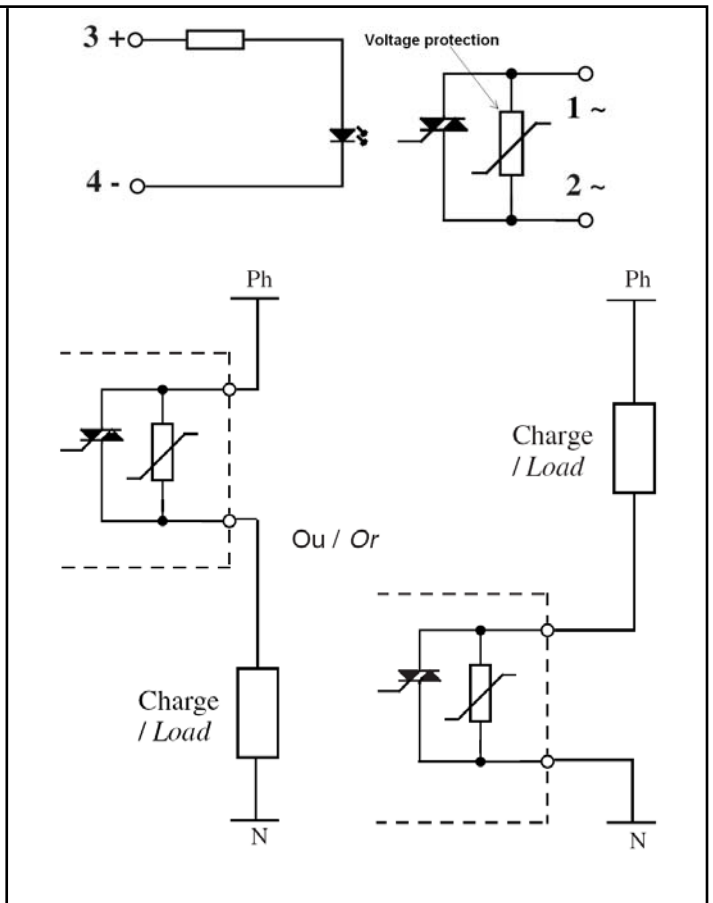 3 +
Voltage protection
1 ~
4 -
2 ~
Ph
Ph
Charge
/ Load
Ou / Or
Charge
/ Load
N
N